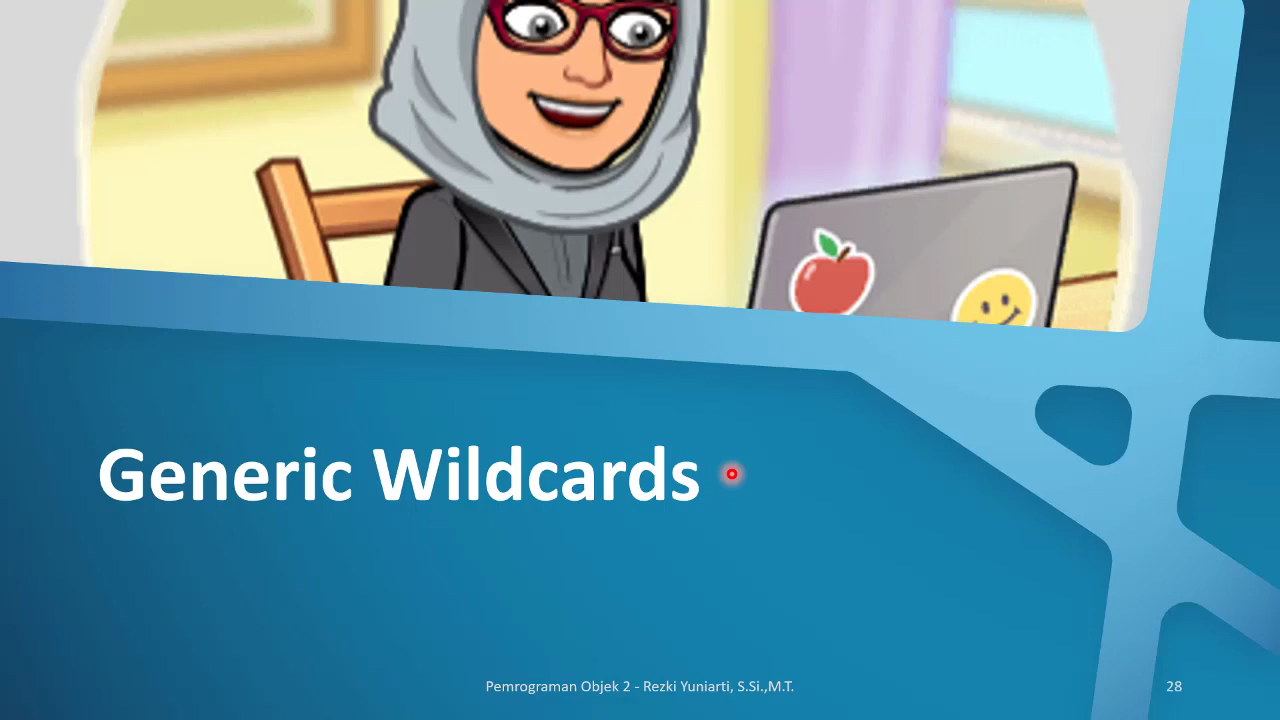 Generic Wildcards
Pemrograman Objek 2 - Rezki Yuniarti, S.Si.,M.T.
28